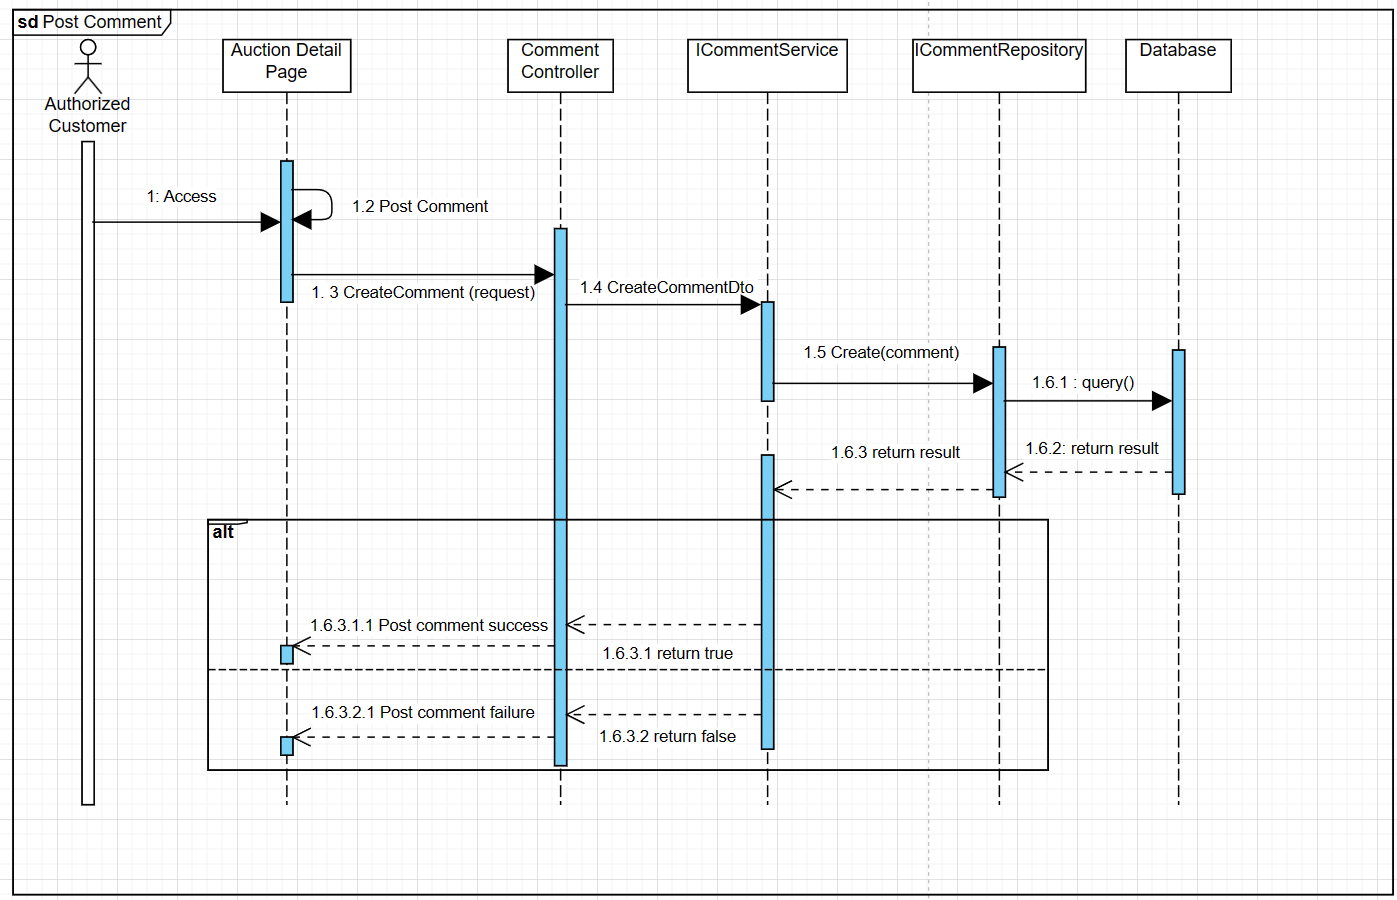 sd Post Comment
Authorized
Customer
Auction Detail
Page
Comment
Controller
ICommentService
ICommentRepository
Database
1: Access
1.2 Post Comment
1. 3 CreateComment (request)
1.4 CreateCommentDto
1.5 Create(comment)
1.6.1 : query()
1.6.2: return result
1.6.3 return result
alt
1.6.3.1.1 Post comment success
1.6.3.1 return true
1.6.3.2.1 Post comment failure
1.6.3.2 return false